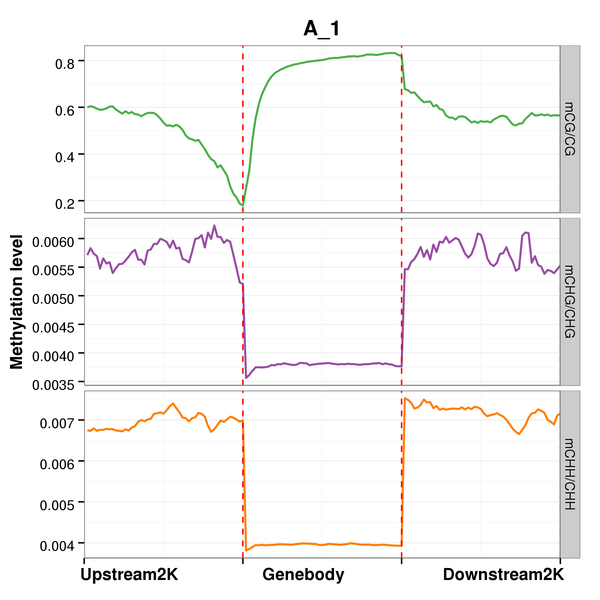 A_1
Methylation level
0.8
0.6
0.4
0.2
mCG/CG
0.0060
0.0055
0.0050
0.0045
0.0040
0.0035
mCHG/CHG
0.007
0.006
0.005
0.004
mCHH/CHH
Upstream2K Genebody Downstream2K